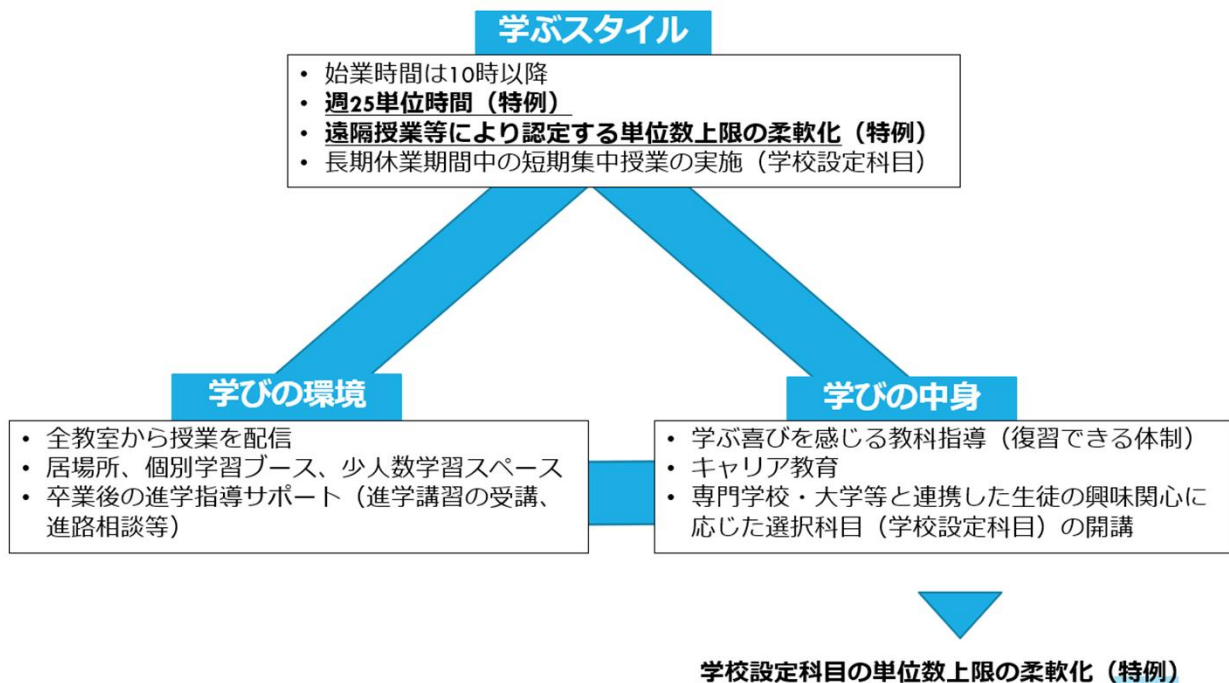 学ぶスタイル
• 始業時間は10時以降
• 週25単位時間（特例）
• 遠隔授業等により認定する単位数上限の柔軟化（特例）
• 長期休業期間中の短期集中授業の実施（学校設定科目）
学びの環境
• 全教室から授業を配信
• 居場所、個別学習ブース、少人数学習スペース
• 卒業後の進学指導サポート（進学講習の受講、
進路相談等）
学びの中身
• 学ぶ喜びを感じる教科指導（復習できる体制）
• キャリア教育
• 専門学校・大学等と連携した生徒の興味関心に
応じた選択科目（学校設定科目）の開講
学校設定科目の単位数上限の柔軟化（特例）